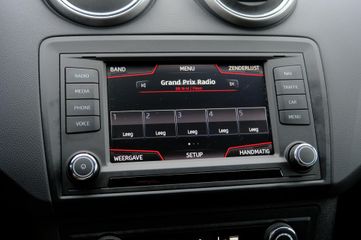 BAND MENU ZENDERLIJST
RADIO
MEDIA
PHONE
VOICE
Grand Prix Radio
1 2 3 4 5
Leeg Leeg Leeg Leeg Leeg
WEERGAVE SETUP HANDMATIG
NAV
TRAFFIC
CAR
MENU